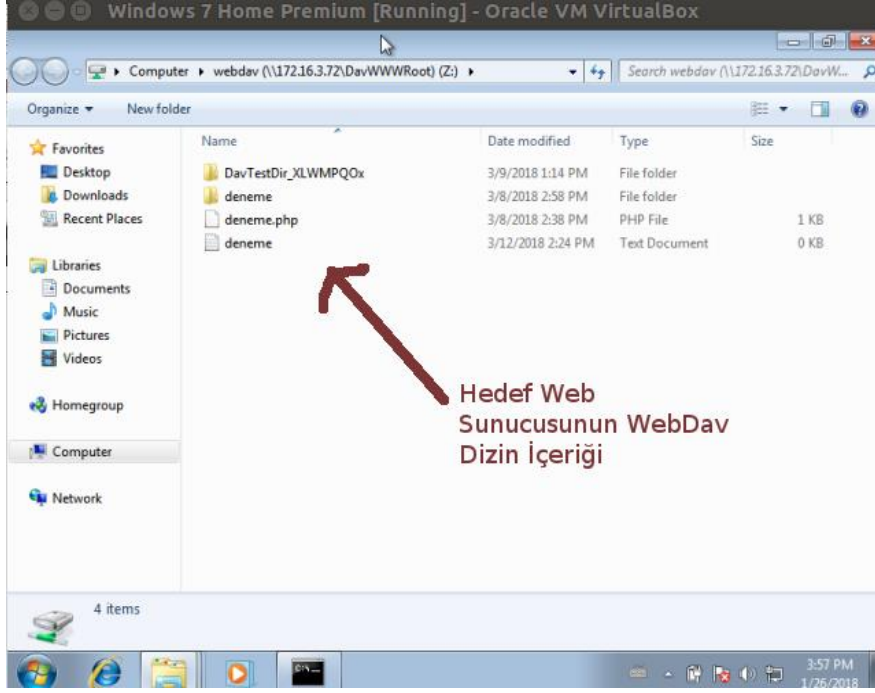 Windows 7 Home Premium [Running] - Oracle VM VirtualBox
Computer webdav (\\172.16.3.72\DavWWWRoot) (Z:)
Search webdav (\\172.16.3.72\DavW...
Organize New folder
Name Date modified Type Size
Favorites
Desktop
Downloads
Recent Places
Libraries
Documents
Music
Pictures
Videos
Homegroup
Computer
Network
DavTestDir_XLWMPQOx 3/9/2018 1:14 PM File folder
deneme 3/8/2018 2:58 PM File folder
deneme.php 3/8/2018 2:38 PM PHP File 1 KB
deneme 3/12/2018 2:24 PM Text Document 0 KB
Hedef Web
Sunucusunun WebDav
Dizin İçeriği
4 items
3:57 PM
1/26/2018